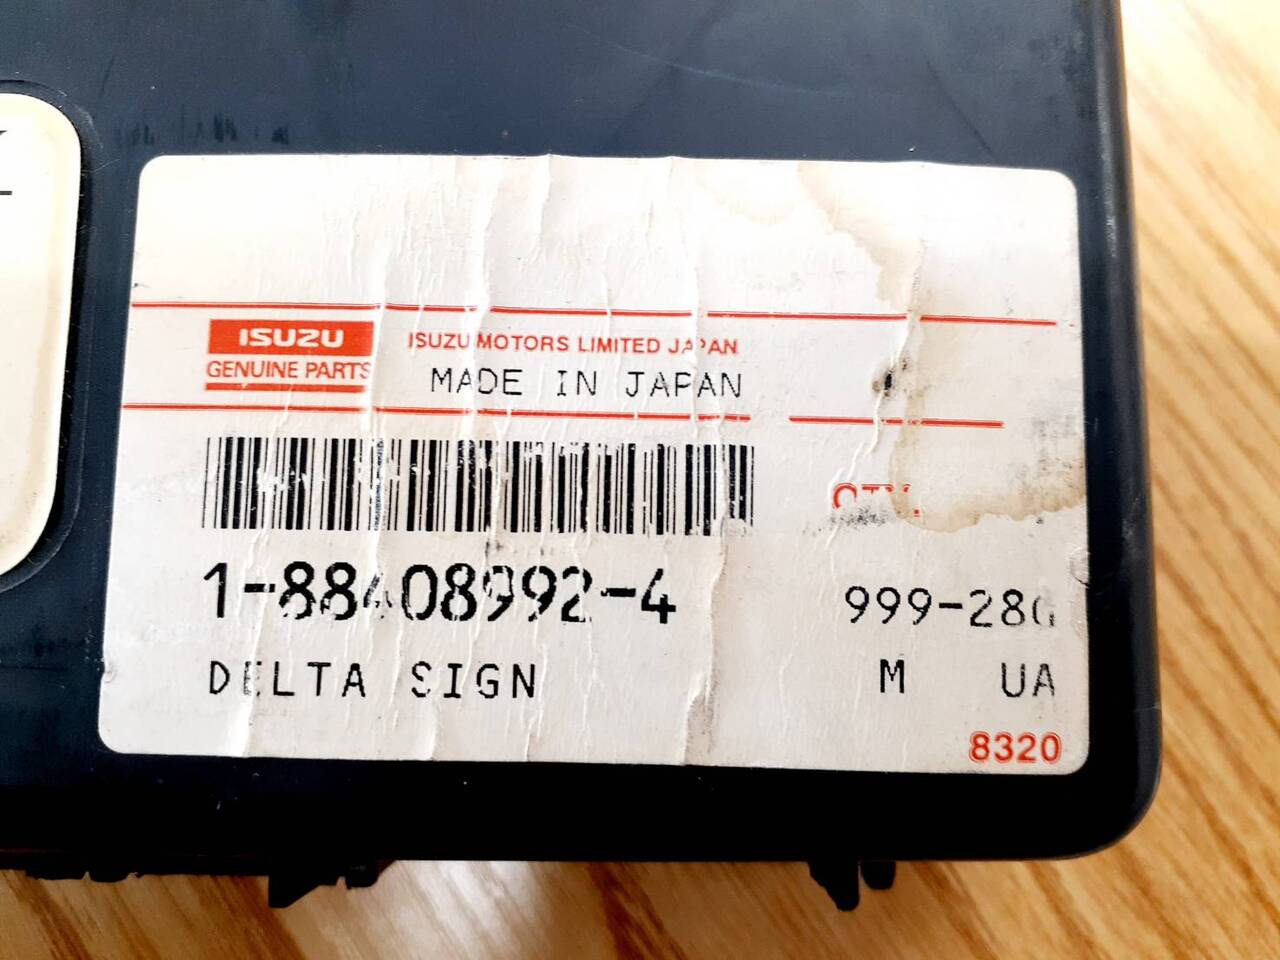 ISUZU
GENUINE PARTS
ISUZU MOTORS LIMITED JAPAN
MADE IN JAPAN
1-88408992-4
DELTA SIGN
M UA
8320